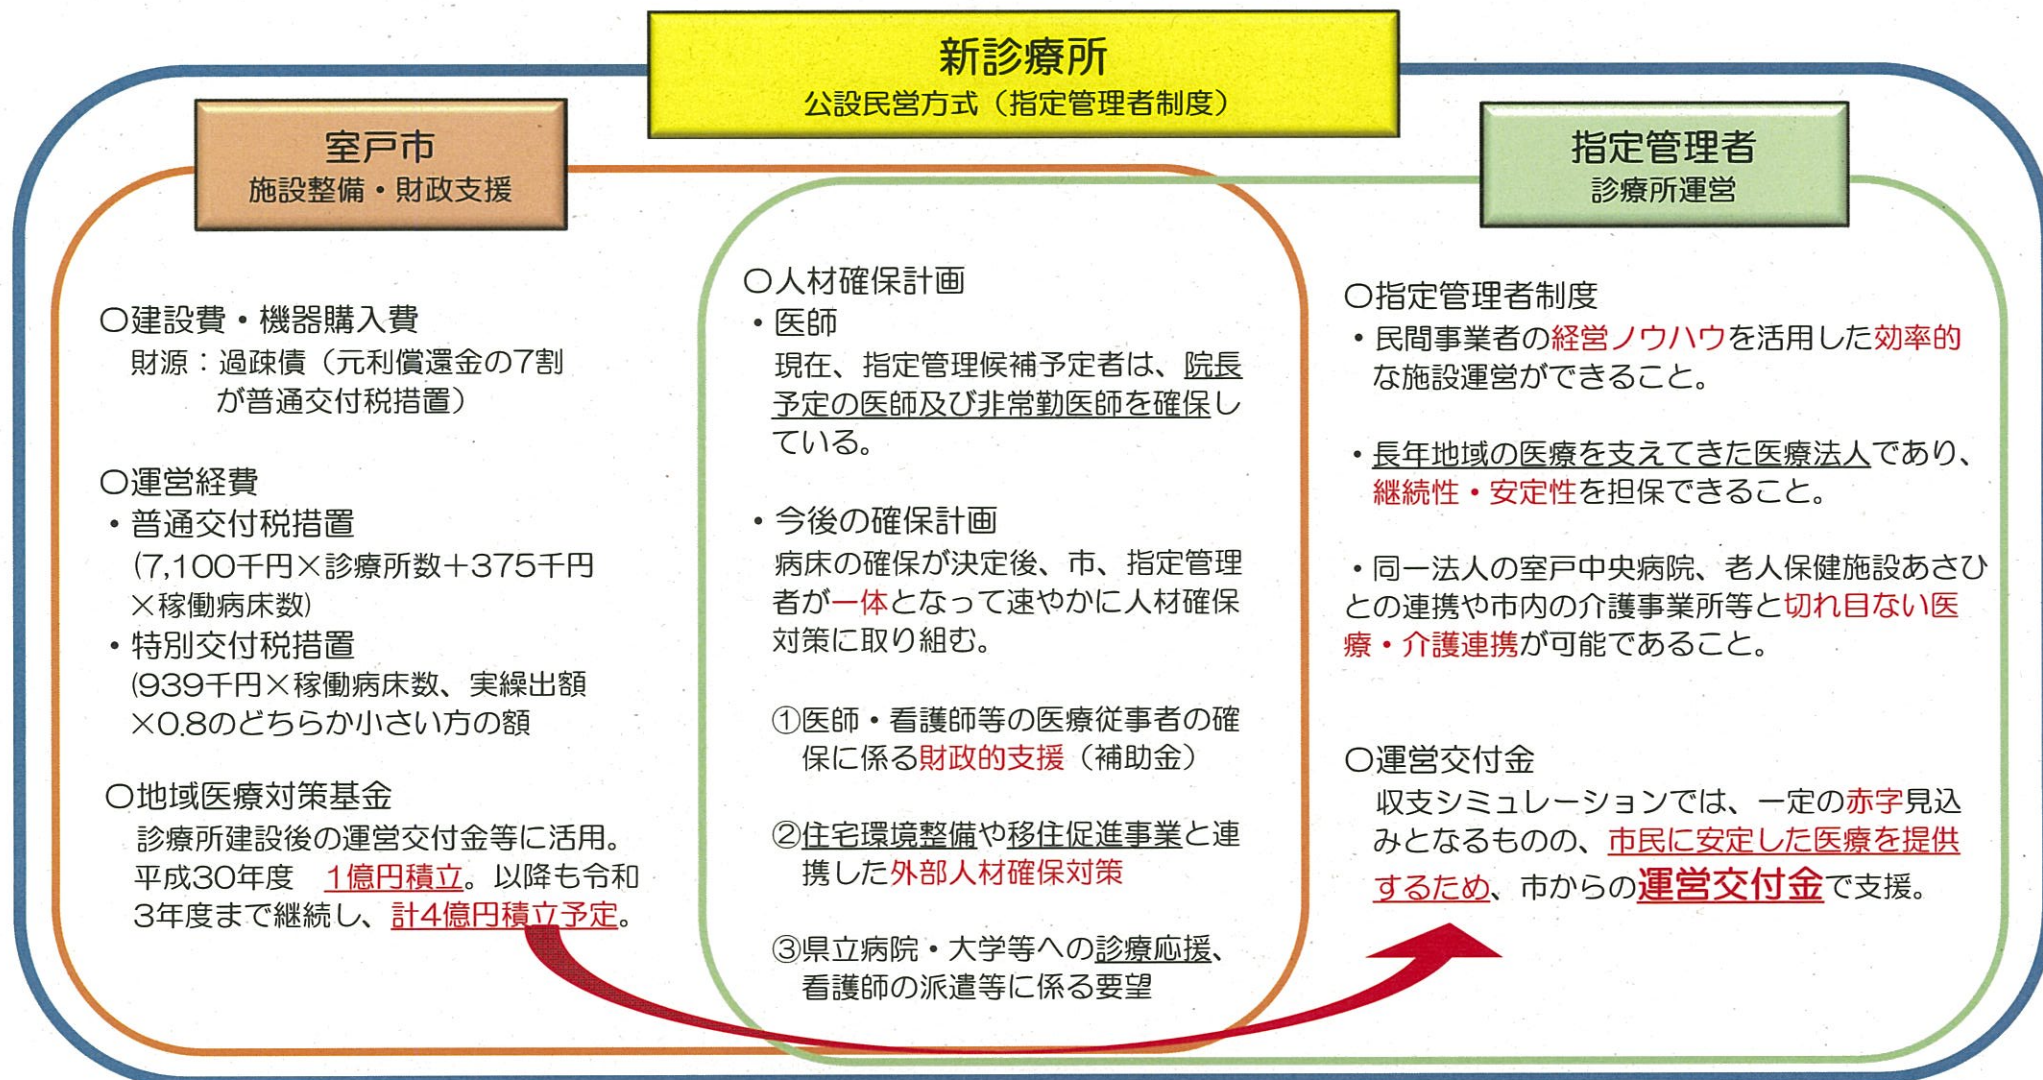 新診療所
公設民営方式（指定管理者制度）
室戸市
施設整備・財政支援
〇建設費・機器購入費
財源：過疎債（元利償還金の7割
が普通交付税措置）
〇運営経費
・普通交付税措置
(7,100千円×診療所数＋375千円
×稼働病床数)
・特別交付税措置
(939千円×稼働病床数、実繰出額
×0.8のどちらか小さい方の額
〇地域医療対策基金
診療所建設後の運営交付金等に活用。
平成30年度　1億円積立。以降も令和
3年度まで継続し、計4億円積立予定。
〇人材確保計画
・医師
現在、指定管理候補予定者は、院長
予定の医師及び非常勤医師を確保し
ている。
・今後の確保計画
病床の確保が決定後、市、指定管理
者が一体となって速やかに人材確保
対策に取り組む。
①医師・看護師等の医療従事者の確
保に係る財政的支援（補助金）
②住宅環境整備や移住促進事業と連
携した外部人材確保対策
③県立病院・大学等への診療応援、
看護師の派遣等に係る要望
指定管理者
診療所運営
〇指定管理者制度
・民間事業者の経営ノウハウを活用した効率的
な施設運営ができること。
・長年地域の医療を支えてきた医療法人であり、
継続性・安定性を担保できること。
・同一法人の室戸中央病院、老人保健施設あさひ
との連携や市内の介護事業所等と切れ目ない医
療・介護連携が可能であること。
〇運営交付金
収支シミュレーションでは、一定の赤字見込
みとなるものの、市民に安定した医療を提供
するため、市からの運営交付金で支援。